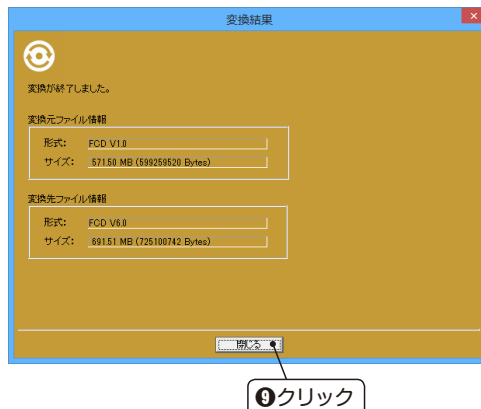 変換結果
変換が終了しました。
変換元ファイル情報
形式: FCD V1.0
サイズ: 571.50 MB (599259520 Bytes)
変換先ファイル情報
形式: FCD V6.0
サイズ: 691.51 MB (725100742 Bytes)
閉じる
❾クリック